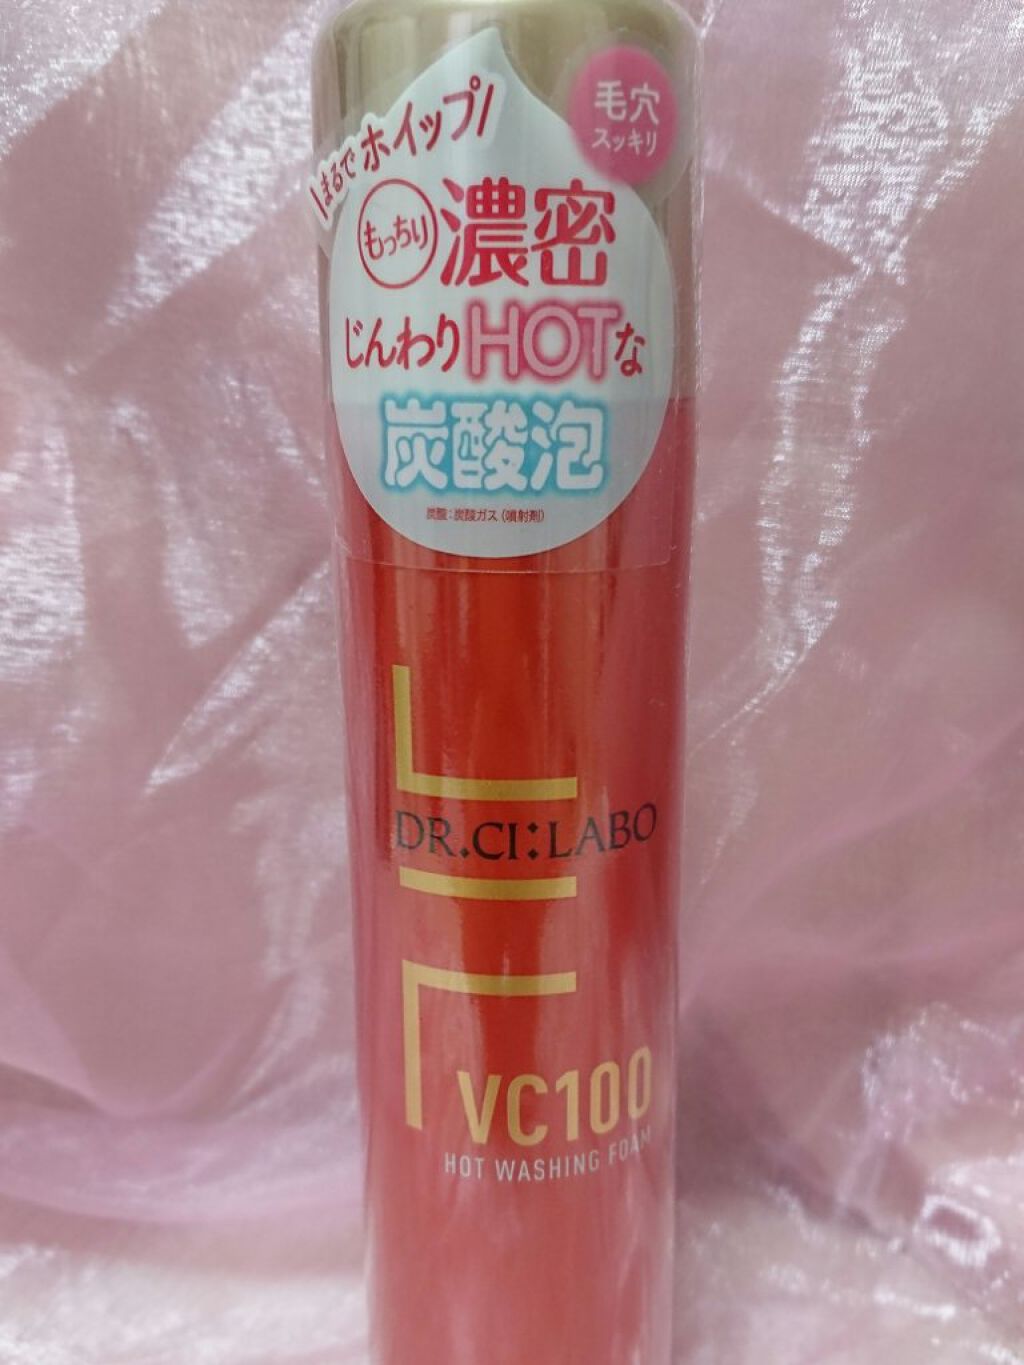 \まるでホイップ/
毛穴
スッキリ
もっちり濃密
じんわりHOTな
炭酸泡
炭酸：炭酸ガス（噴射剤）
DR.CI:LABO
VC100
HOT WASHING FOAM